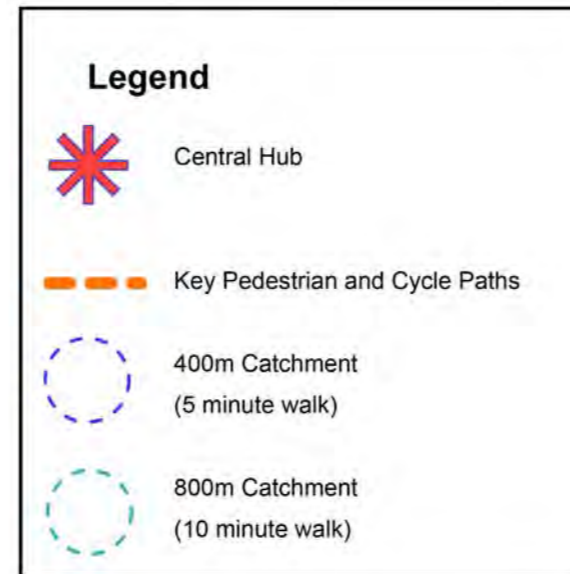 Legend
Central Hub
Key Pedestrian and Cycle Paths
400m Catchment
(5 minute walk)
800m Catchment
(10 minute walk)